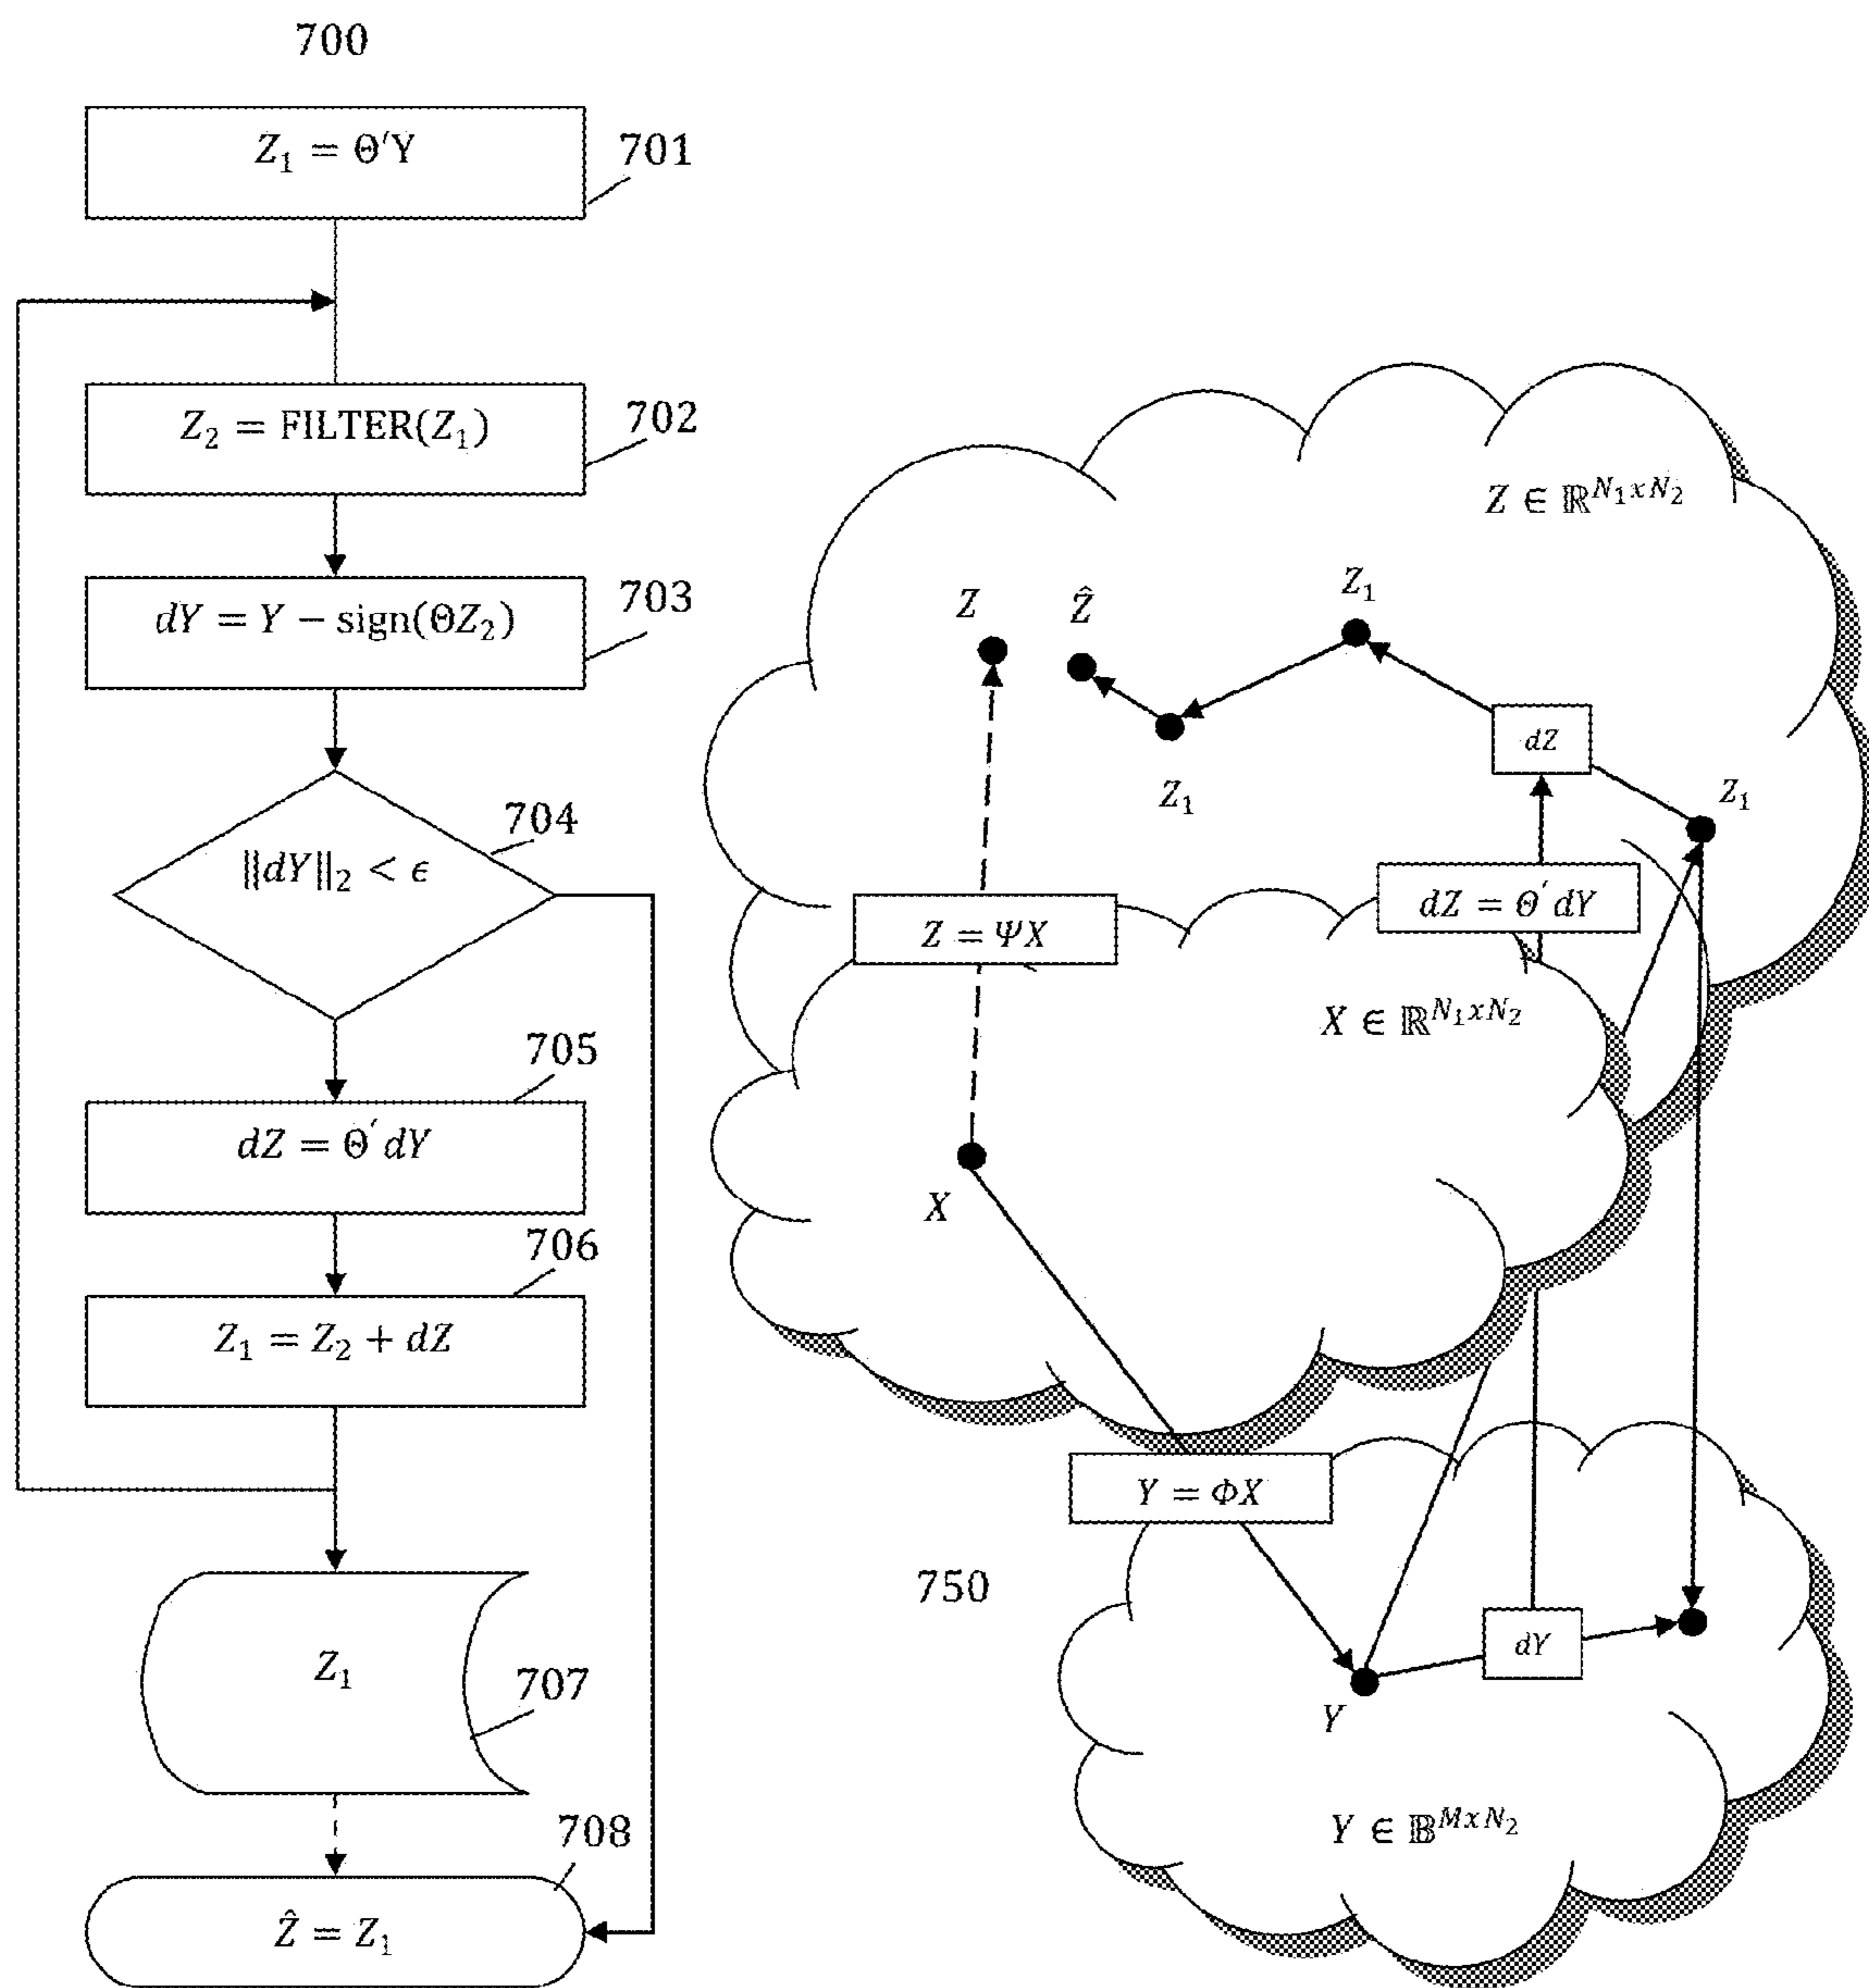 700
Z₁ = Θ′Y
701
Z₂ = FILTER(Z₁)
702
dY = Y − sign(ΘZ₂)
703
‖dY‖₂ < ϵ
704
dZ = Θ′ dY
705
Z₁ = Z₂ + dZ
706
Z₁
707
Ẑ = Z₁
708
Z ∈ ℝ^{N₁xN₂}
Z
Ẑ
Z₁
Z₁
dZ
Z₁
Z = ΨX
dZ = Θ′ dY
X ∈ ℝ^{N₁xN₂}
X
Y = ΦX
750
dY
Y
Y ∈ 𝔹^{MxN₂}